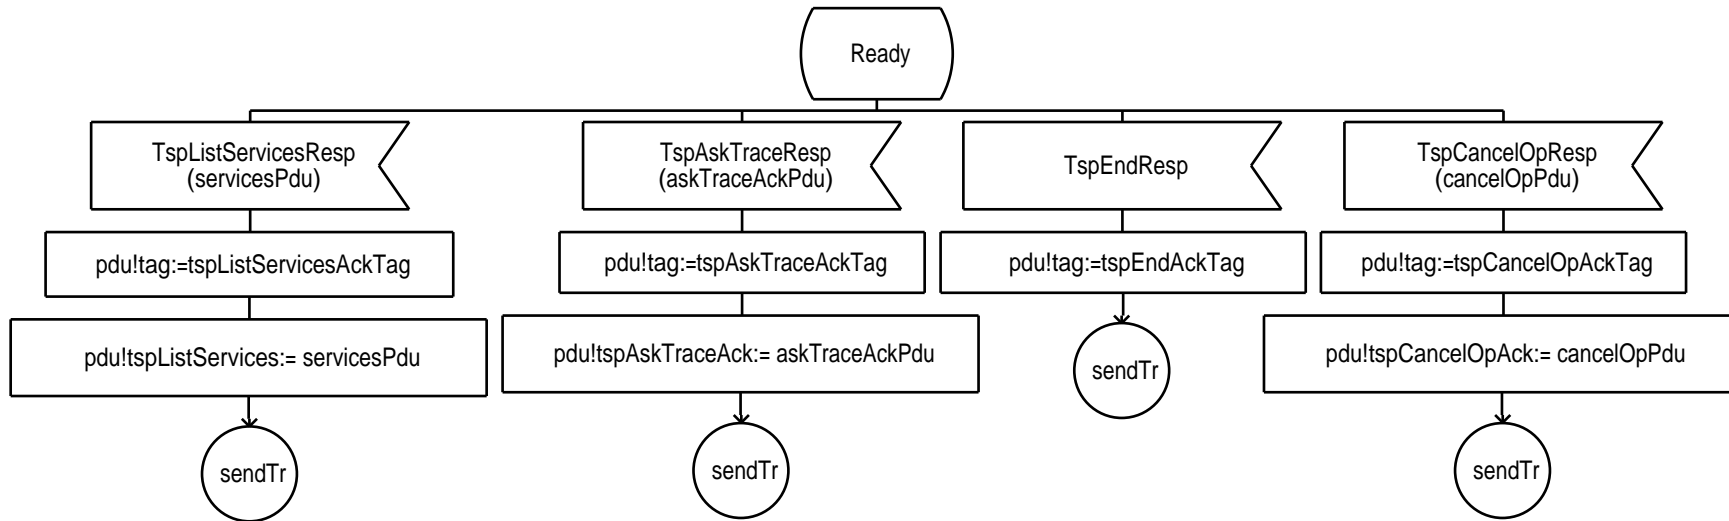 Ready
TspListServicesResp
(servicesPdu)
TspAskTraceResp
(askTraceAckPdu)
TspEndResp
TspCancelOpResp
(cancelOpPdu)
pdu!tag:=tspListServicesAckTag
pdu!tag:=tspAskTraceAckTag
pdu!tag:=tspEndAckTag
pdu!tag:=tspCancelOpAckTag
pdu!tspListServices:= servicesPdu
pdu!tspAskTraceAck:= askTraceAckPdu
pdu!tspCancelOpAck:= cancelOpPdu
sendTr
sendTr
sendTr
sendTr